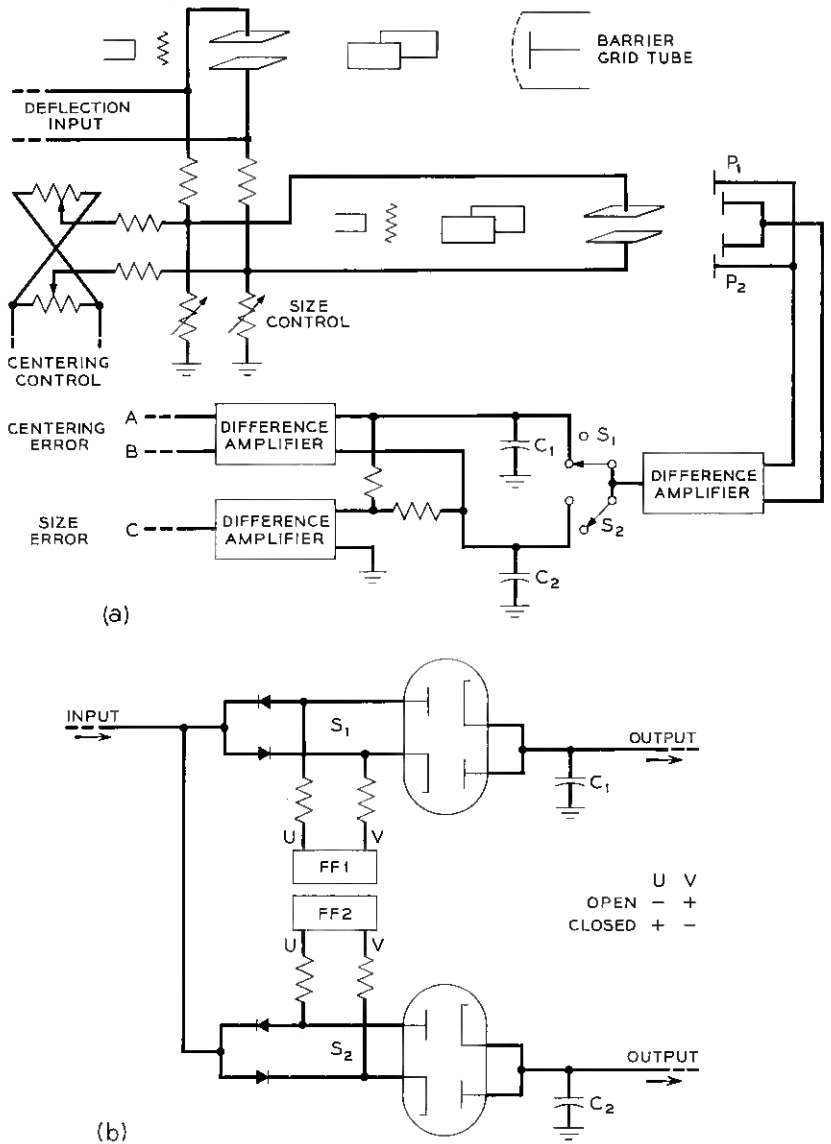 BARRIER
GRID TUBE
DEFLECTION
INPUT
P1
P2
SIZE
CONTROL
CENTERING
CONTROL
CENTERING
ERROR
A
B
DIFFERENCE
AMPLIFIER
C1
S1
DIFFERENCE
AMPLIFIER
SIZE
ERROR
C
DIFFERENCE
AMPLIFIER
S2
C2
(a)
INPUT
S1
OUTPUT
C1
U V
FF1
FF2
U V
U V
OPEN - +
CLOSED + -
S2
OUTPUT
C2
(b)